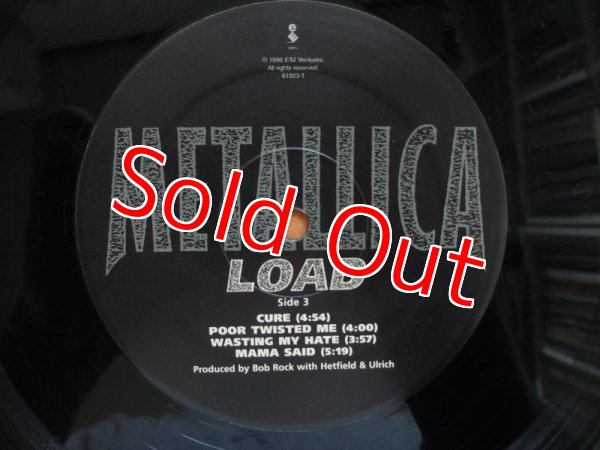 ℗ 1996 E/M Ventures.
All rights reserved.
61923-1
METALLICA
Sold Out
LOAD
Side 3
CURE (4:54)
POOR TWISTED ME (4:00)
WASTING MY HATE (3:57)
MAMA SAID (5:19)
Produced by Bob Rock with Hetfield & Ulrich